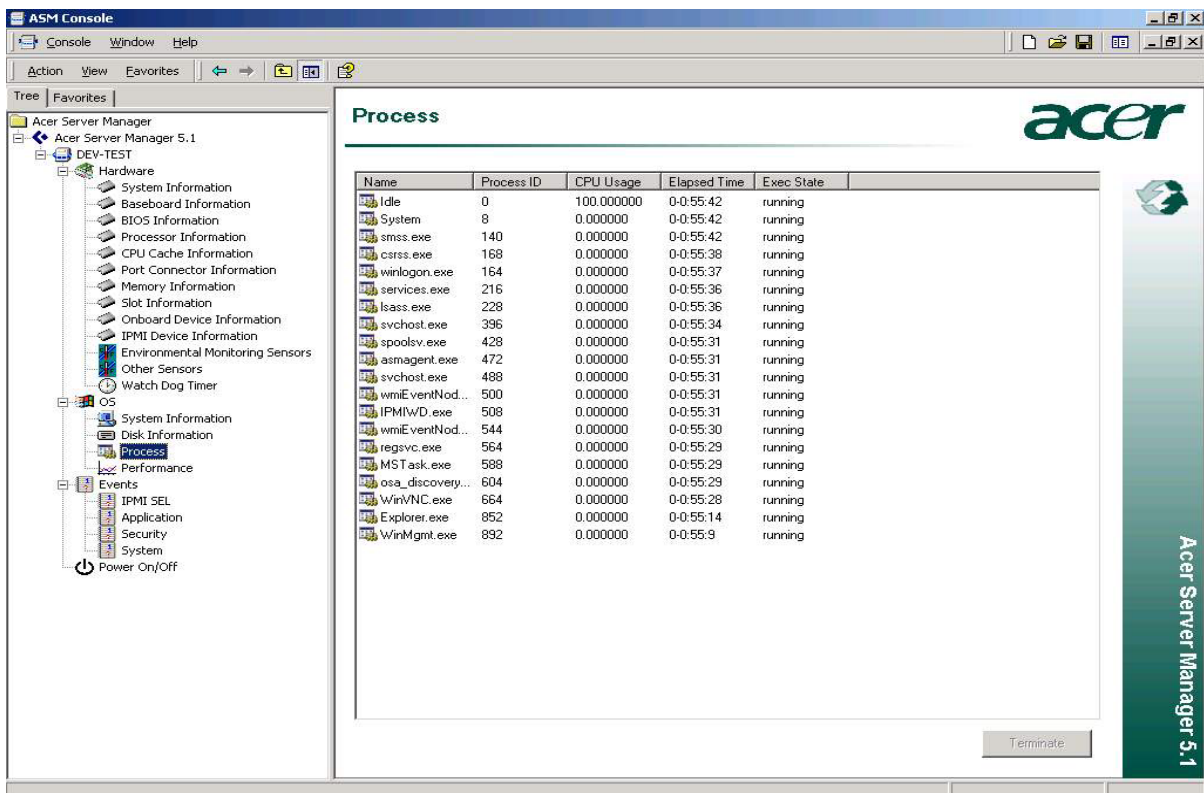 ASM Console
Console Window Help
Action View Favorites
Tree Favorites
Acer Server Manager
Acer Server Manager 5.1
DEV-TEST
Hardware
System Information
Baseboard Information
BIOS Information
Processor Information
CPU Cache Information
Port Connector Information
Memory Information
Slot Information
Onboard Device Information
IPMI Device Information
Environmental Monitoring Sensors
Other Sensors
Watch Dog Timer
OS
System Information
Disk Information
Process
Performance
Events
IPMI SEL
Application
Security
System
Power On/Off
Process
acer
Name Process ID CPU Usage Elapsed Time Exec State
Idle 0 100.000000 0-0:55:42 running
System 8 0.000000 0-0:55:42 running
smss.exe 140 0.000000 0-0:55:42 running
csrss.exe 168 0.000000 0-0:55:38 running
winlogon.exe 164 0.000000 0-0:55:37 running
services.exe 216 0.000000 0-0:55:36 running
lsass.exe 228 0.000000 0-0:55:36 running
svchost.exe 396 0.000000 0-0:55:34 running
spoolsv.exe 428 0.000000 0-0:55:31 running
asmagent.exe 472 0.000000 0-0:55:31 running
svchost.exe 488 0.000000 0-0:55:31 running
wmiEventNod... 500 0.000000 0-0:55:31 running
IPMIWD.exe 508 0.000000 0-0:55:31 running
wmiEventNod... 544 0.000000 0-0:55:30 running
regsvc.exe 564 0.000000 0-0:55:29 running
MSTask.exe 588 0.000000 0-0:55:29 running
osa_discovery... 604 0.000000 0-0:55:29 running
WinVNC.exe 664 0.000000 0-0:55:28 running
Explorer.exe 852 0.000000 0-0:55:14 running
WinMgmt.exe 892 0.000000 0-0:55:9 running
Terminate
Acer Server Manager 5.1